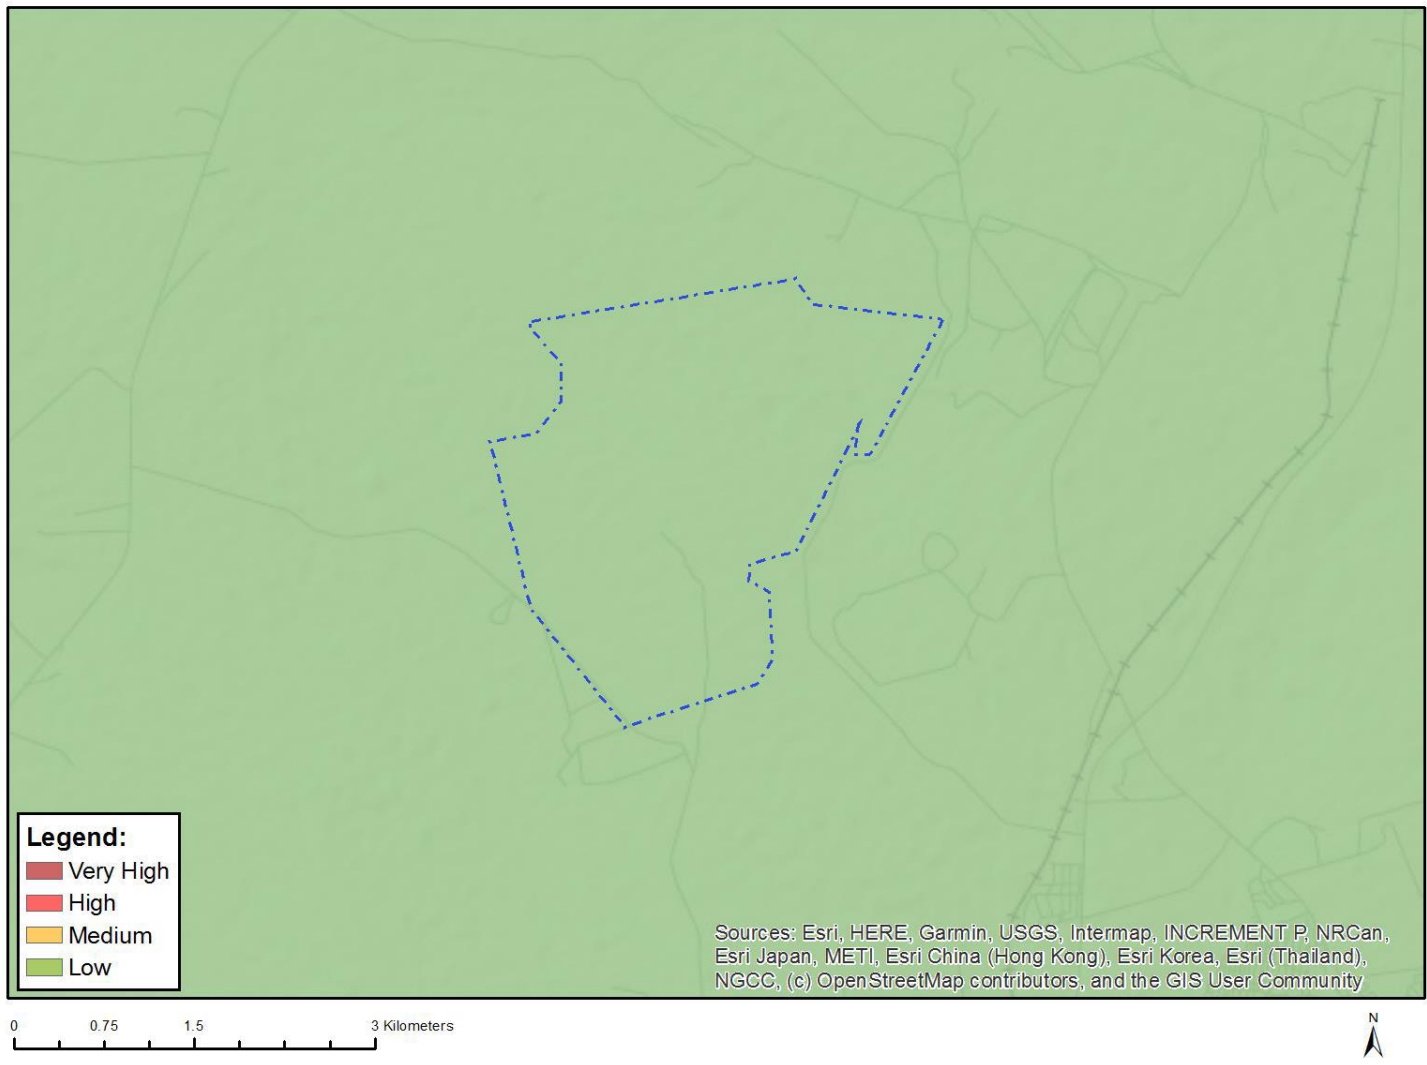 Legend:
Very High
High
Medium
Low
Sources: Esri, HERE, Garmin, USGS, Intermap, INCREMENT P, NRCan,
Esri Japan, METI, Esri China (Hong Kong), Esri Korea, Esri (Thailand),
NGCC, (c) OpenStreetMap contributors, and the GIS User Community
0 0.75 1.5 3 Kilometers
N